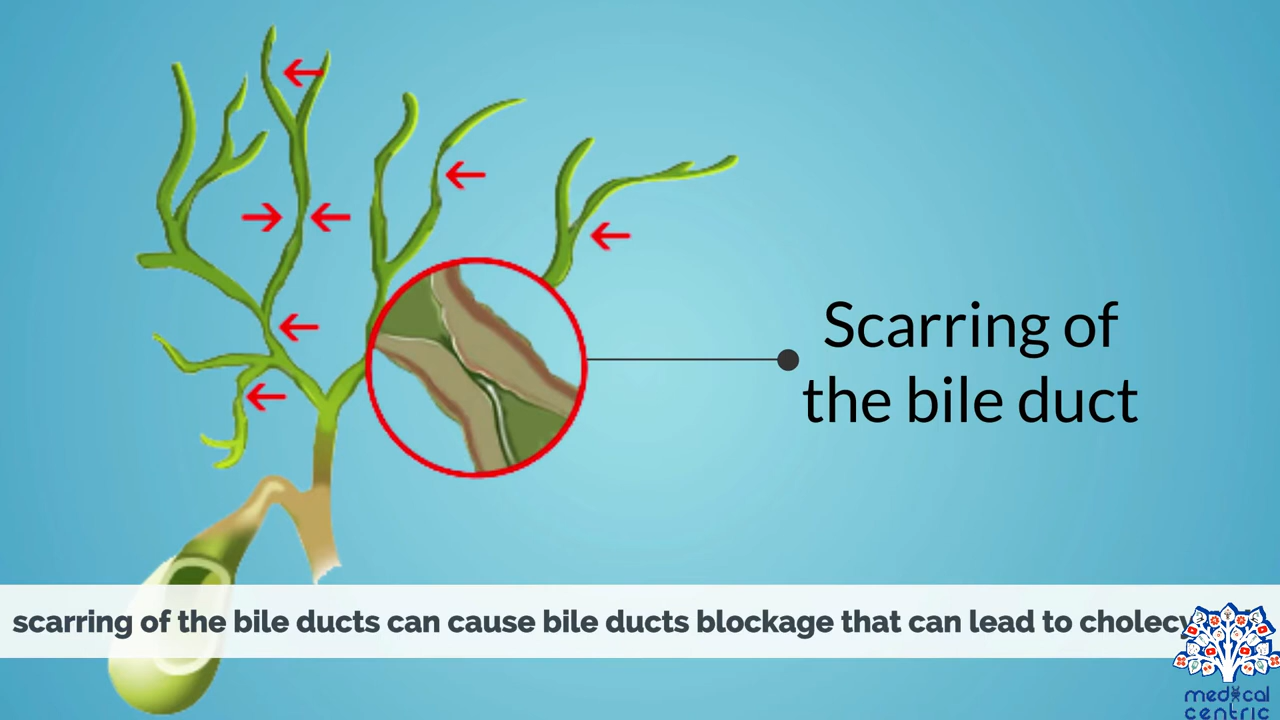 Scarring of
the bile duct
scarring of the bile ducts can cause bile ducts blockage that can lead to
medical
centric